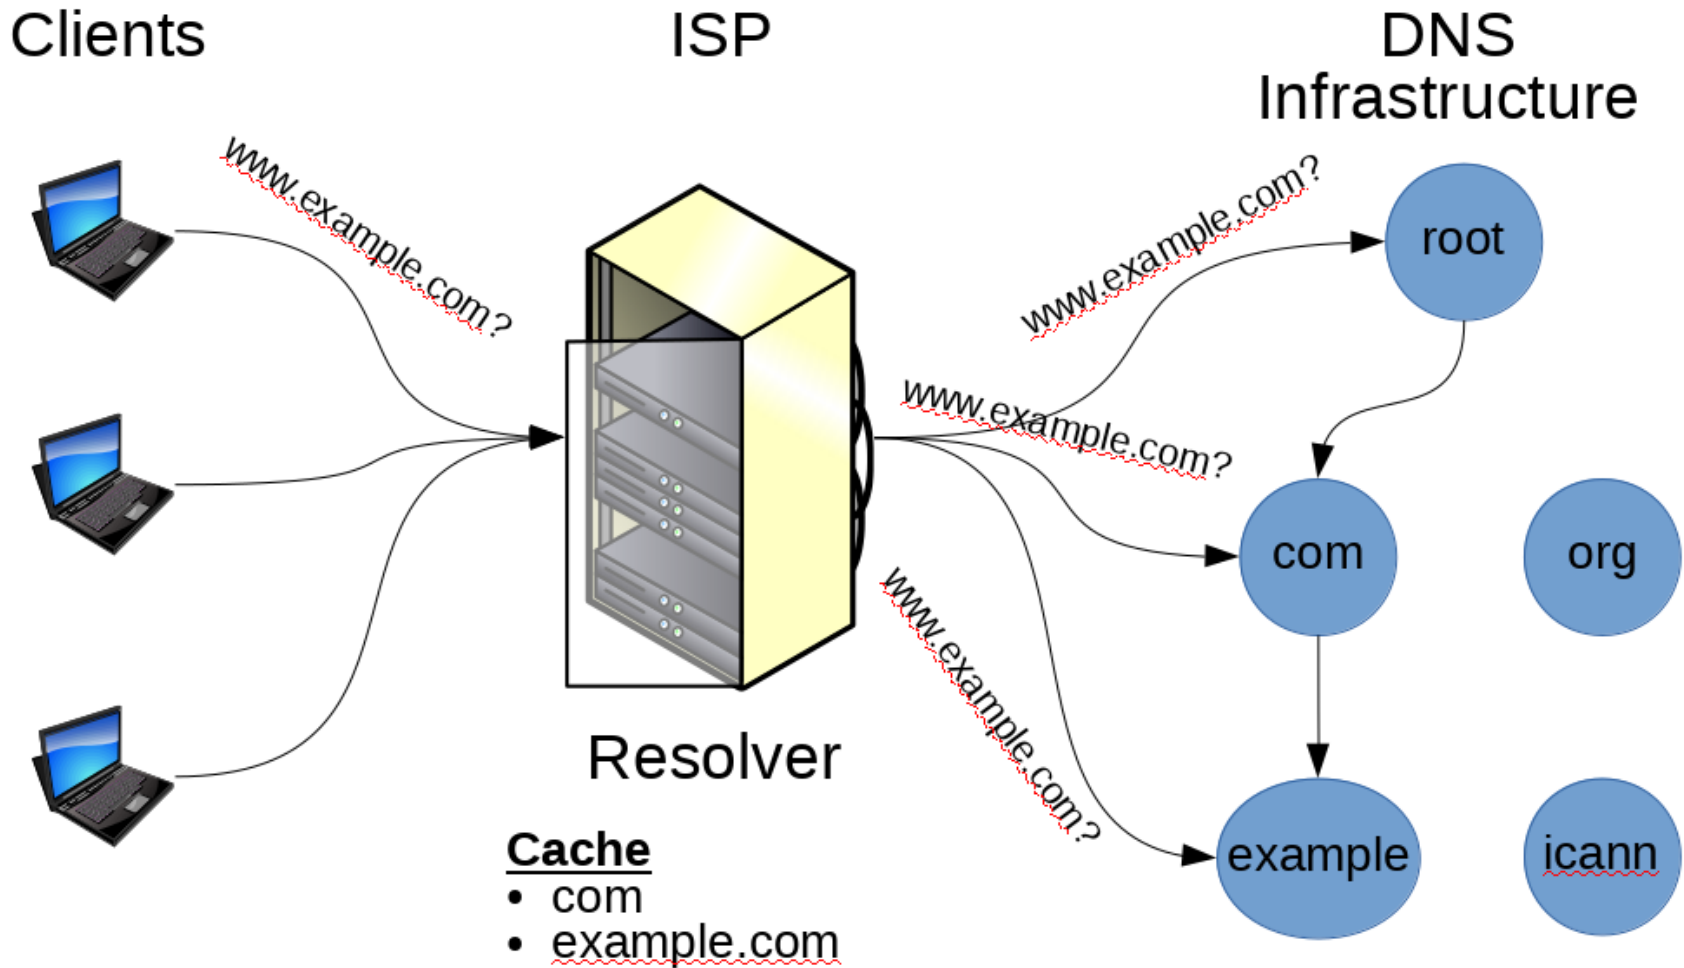 Clients
ISP
DNS
Infrastructure
www.example.com?
www.example.com?
root
www.example.com?
com
org
www.example.com?
Resolver
example
icann
Cache
• com
• example.com